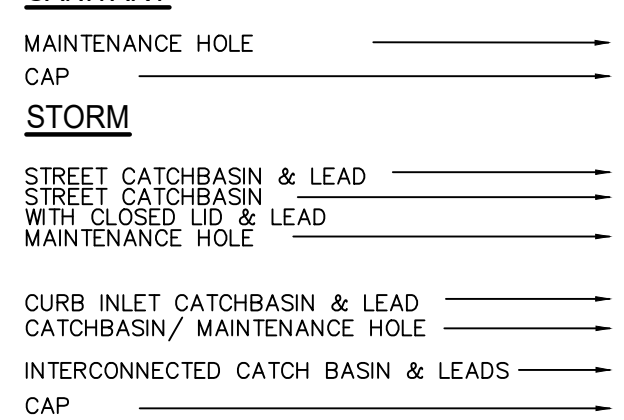 MAINTENANCE HOLE
CAP
STORM
STREET CATCHBASIN & LEAD
STREET CATCHBASIN
WITH CLOSED LID & LEAD
MAINTENANCE HOLE
CURB INLET CATCHBASIN & LEAD
CATCHBASIN/ MAINTENANCE HOLE
INTERCONNECTED CATCH BASIN & LEADS
CAP